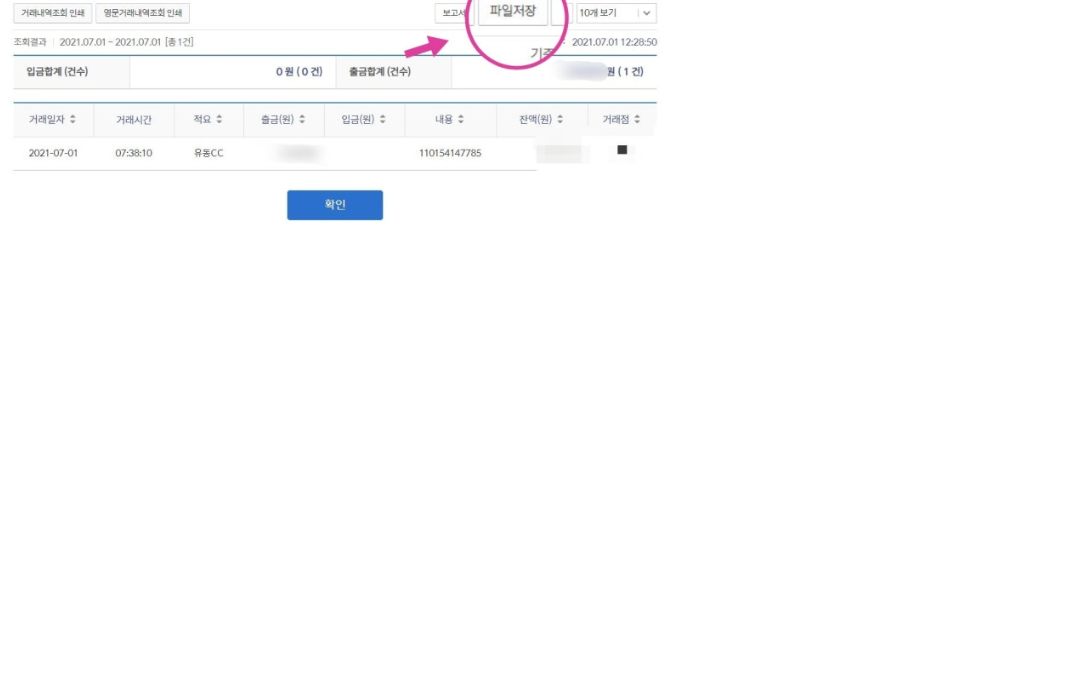 거래내역조회 인쇄 영문거래내역조회 인쇄 보고서 파일저장 10개 보기
조회결과 2021.07.01 ~ 2021.07.01 [총 1건] 기준 2021.07.01 12:28:50
입금합계 (건수) 0 원 ( 0 건) 출금합계 (건수) 원 ( 1 건)
거래일자 거래시간 적요 출금(원) 입금(원) 내용 잔액(원) 거래점
2021-07-01 07:38:10 유동CC 110154147785
확인